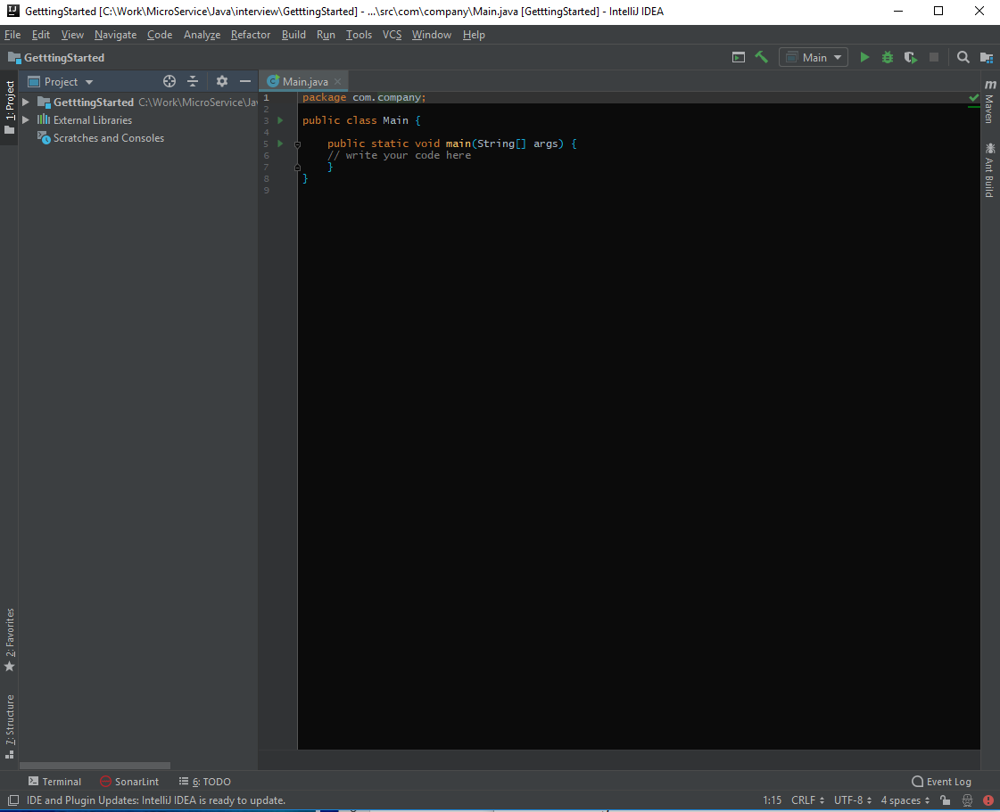 GetttingStarted [C:\Work\MicroService\Java\interview\GetttingStarted] - ...\src\com\company\Main.java [GetttingStarted] - IntelliJ IDEA
File Edit View Navigate Code Analyze Refactor Build Run Tools VCS Window Help
GetttingStarted
Main
1: Project
Project
Main.java
GetttingStarted C:\Work\MicroService\Jav
External Libraries
Scratches and Consoles
1 package com.company;
2
3 public class Main {
4
5 public static void main(String[] args) {
6 // write your code here
7 }
8 }
9
Maven
Ant Build
2: Favorites
7: Structure
Terminal SonarLint 6: TODO Event Log
IDE and Plugin Updates: IntelliJ IDEA is ready to update. 1:15 CRLF UTF-8 4 spaces